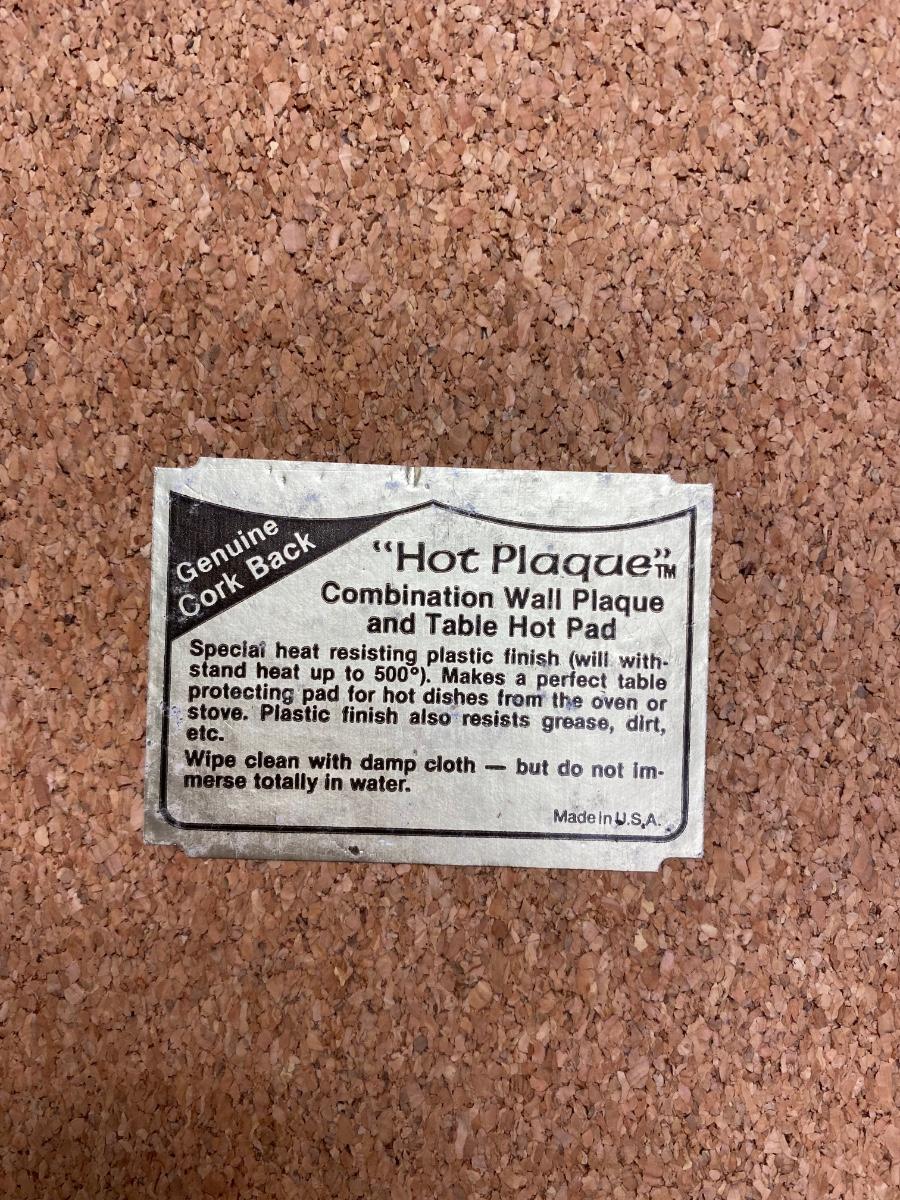 Genuine
Cork Back
“Hot Plaque”™
Combination Wall Plaque
and Table Hot Pad
Special heat resisting plastic finish (will with-
stand heat up to 500°). Makes a perfect table
protecting pad for hot dishes from the oven or
stove. Plastic finish also resists grease, dirt,
etc.
Wipe clean with damp cloth — but do not im-
merse totally in water.
Made in U.S.A.